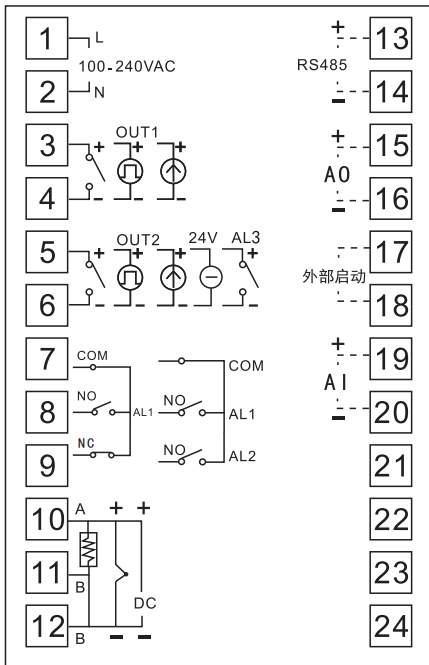 1 L + 13
100-240VAC RS485
2 N - 14
3 + OUT1 + + + 15
AO
4 - - - - 16
5 + OUT2 + + 24V AL3 + 17
外部启动
6 - - - - 18
7 COM COM + 19
AI
8 NO AL1 NO AL1 - 20
9 NC NO AL2 21
10 A + + 22
11 B DC 23
12 B - - 24